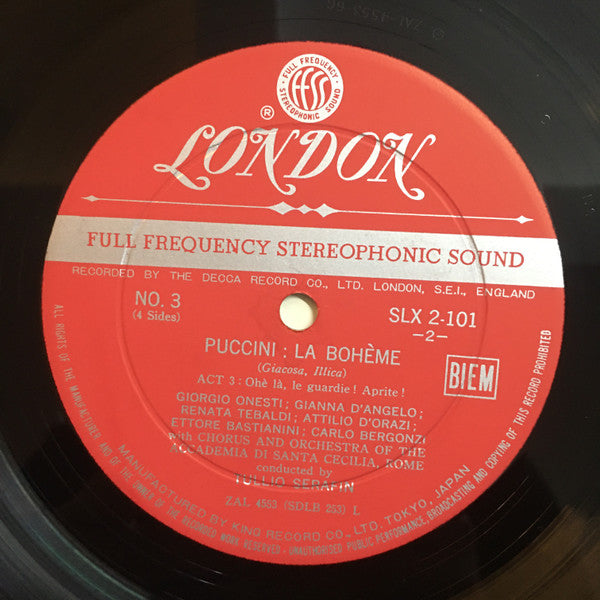 ℗ ZAL-4553-6G
FULL FREQUENCY
FFSS
STEREOPHONIC SOUND
®
LONDON
FULL FREQUENCY STEREOPHONIC SOUND
RECORDED BY THE DECCA RECORD CO., LTD. LONDON, S.E.I., ENGLAND
NO. 3
(4 Sides)
SLX 2-101
—2—
PUCCINI : LA BOHÈME
(Giacosa, Illica)
ACT 3 : Ohè là, le guardie! Aprite!
BIEM
GIORGIO ONESTI; GIANNA D'ANGELO;
RENATA TEBALDI; ATTILIO D'ORAZI;
ETTORE BASTIANINI; CARLO BERGONZI
with CHORUS AND ORCHESTRA OF THE
ACCADEMIA DI SANTA CECILIA, ROME
conducted by
TULLIO SERAFIN
ZAL 4553 (SDLB 253) L
MANUFACTURED BY KING RECORD CO., LTD. TOKYO, JAPAN
ALL RIGHTS OF THE MANUFACTURER AND OF THE OWNER OF THE RECORDED WORK RESERVED - UNAUTHORISED PUBLIC PERFORMANCE, BROADCASTING AND COPYING OF THIS RECORD PROHIBITED